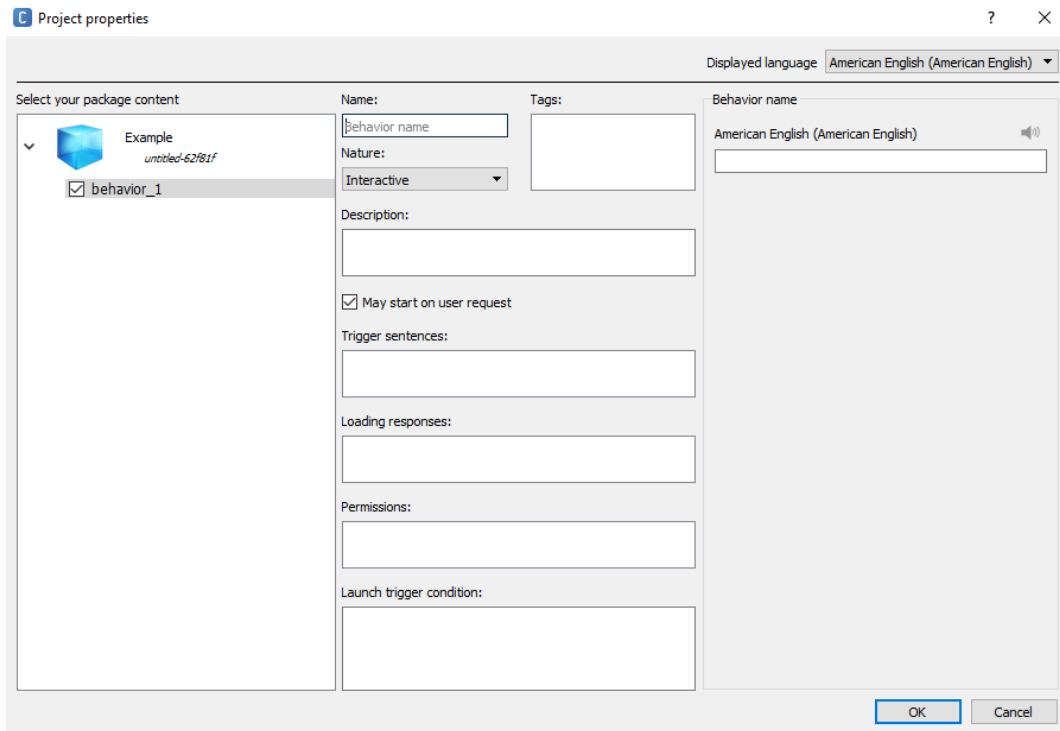 C Project properties ?
Displayed language American English (American English)
Select your package content
Example
untitled-62f81f
behavior_1
Name:
Behavior name
Tags:
Nature:
Interactive
Description:
May start on user request
Trigger sentences:
Loading responses:
Permissions:
Launch trigger condition:
Behavior name
American English (American English)
OK Cancel